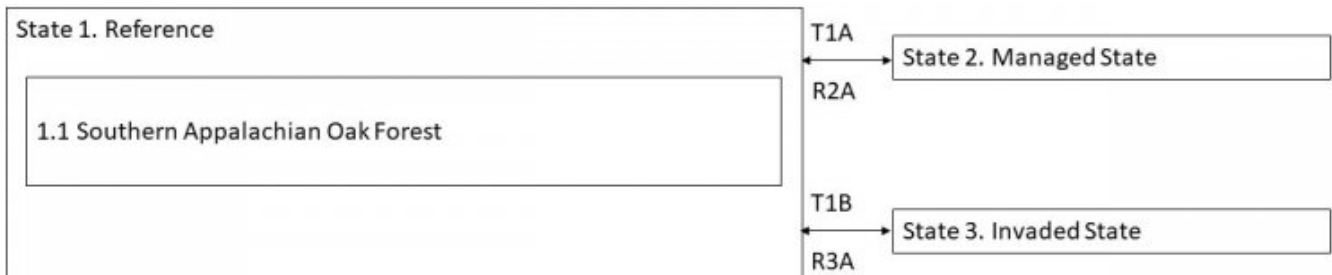 State 1. Reference
T1A
State 2. Managed State
R2A
1.1 Southern Appalachian Oak Forest
T1B
State 3. Invaded State
R3A